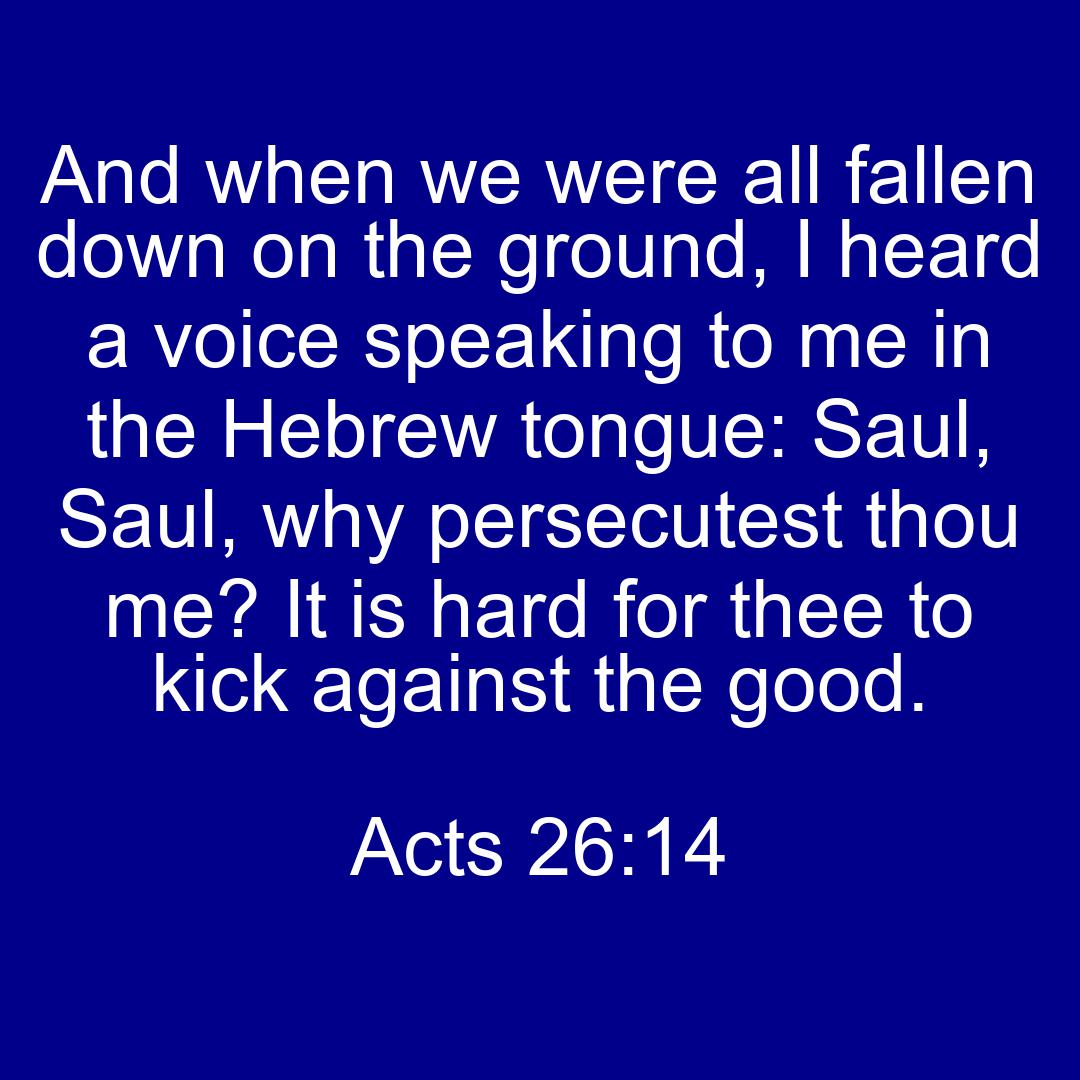 And when we were all fallen
down on the ground, I heard
a voice speaking to me in
the Hebrew tongue: Saul,
Saul, why persecutest thou
me? It is hard for thee to
kick against the good.
Acts 26:14